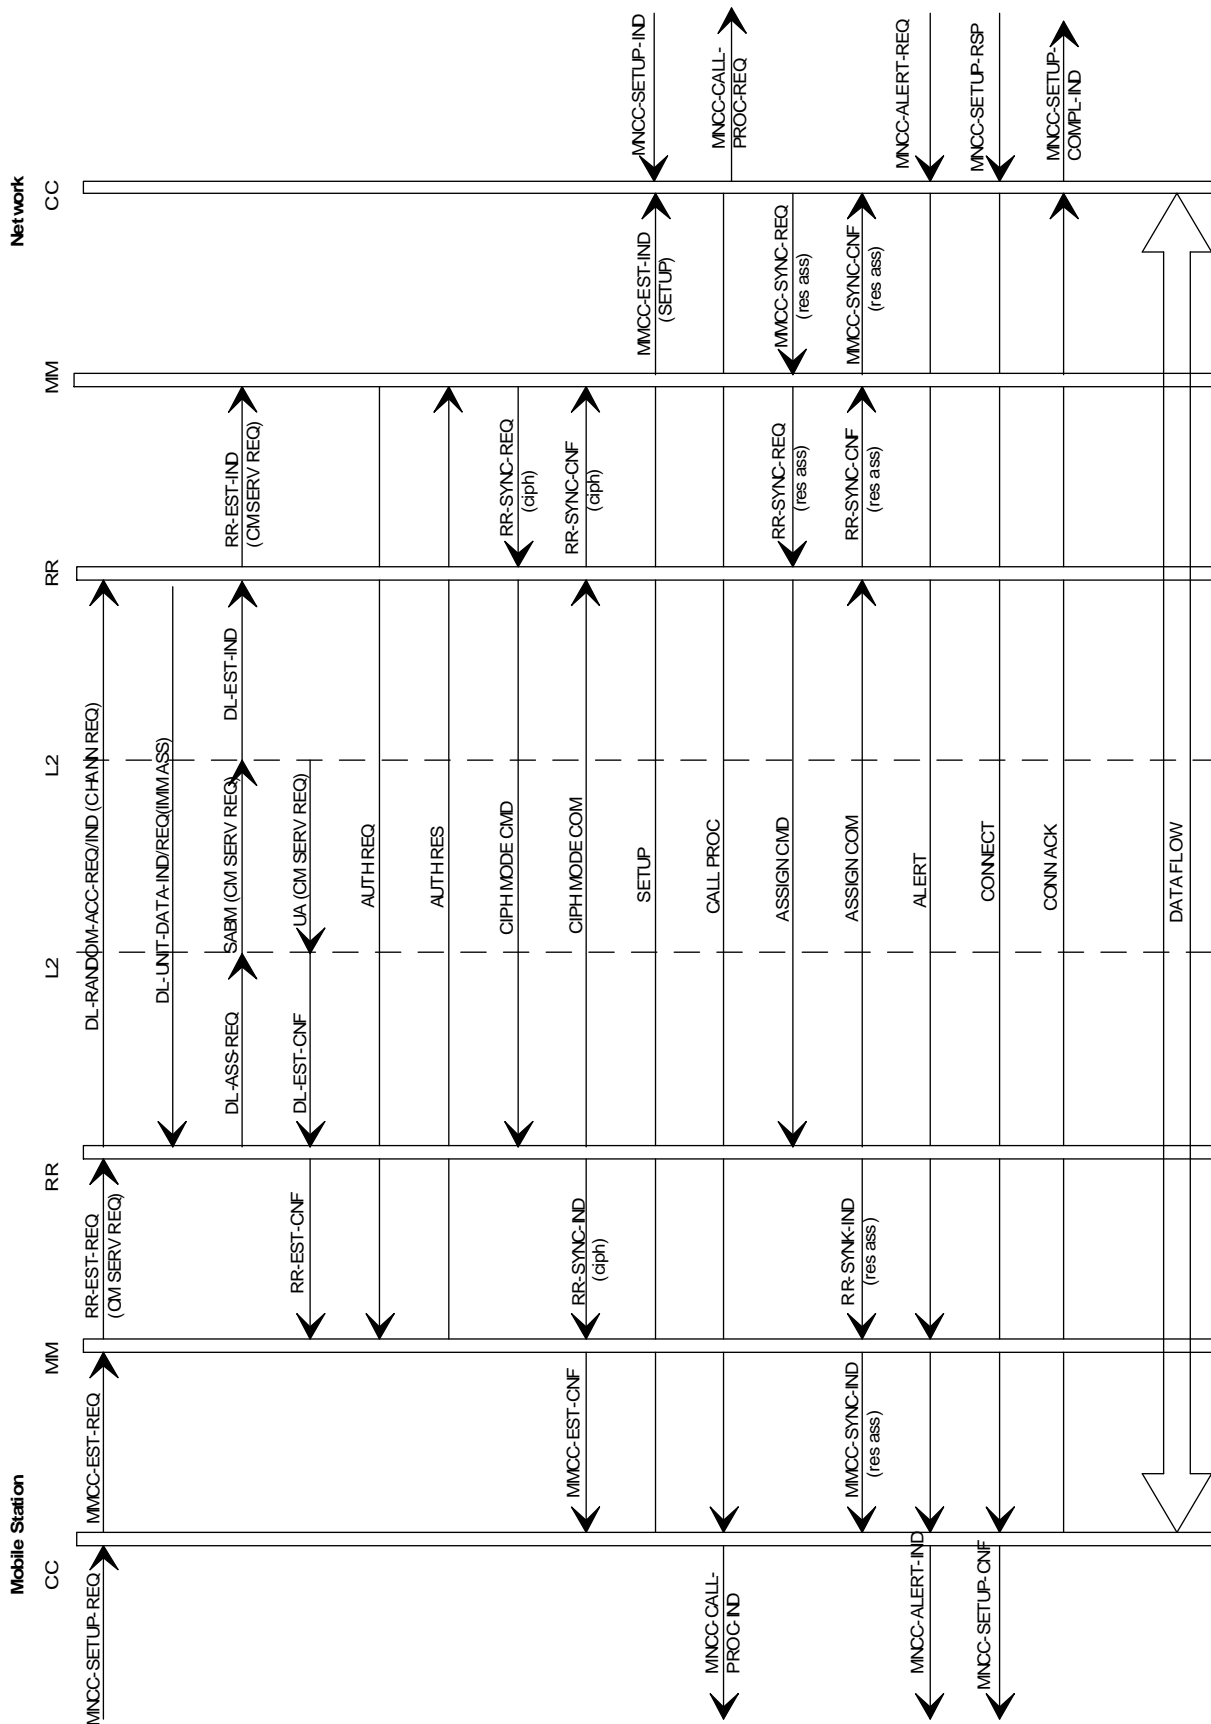 Mobile Station
Network
CC
MM
RR
L2
L2
RR
MM
CC
MNCC-SETUP-REQ
MMCC-EST-REQ
RR-EST-REQ
(CM SERV REQ)
DL-RANDOM-ACC-REQ/IND (CHANN REQ)
DL-UNIT-DATA-IND/REQ(IMM ASS)
DL-ASS-REQ
SABM (CM SERV REQ)
DL-EST-IND
RR-EST-IND
(CM SERV REQ)
RR-EST-CNF
DL-EST-CNF
UA (CM SERV REQ)
AUTH REQ
AUTH RES
CIPH MODE CMD
RR-SYNC-REQ
(ciph)
MMCC-EST-CNF
RR-SYNC-IND
(ciph)
CIPH MODE COM
RR-SYNC-CNF
(ciph)
SETUP
MMCC-EST-IND
(SETUP)
MNCC-SETUP-IND
MNCC-CALL-
PROC-IND
CALL PROC
MNCC-CALL-
PROC-REQ
ASSIGN CMD
RR-SYNC-REQ
(res ass)
MMCC-SYNC-REQ
(res ass)
MMCC-SYNC-IND
(res ass)
RR-SYNK-IND
(res ass)
ASSIGN COM
RR-SYNC-CNF
(res ass)
MMCC-SYNC-CNF
(res ass)
MNCC-ALERT-IND
ALERT
MNCC-ALERT-REQ
MNCC-SETUP-CNF
CONNECT
MNCC-SETUP-RSP
CONN ACK
MNCC-SETUP-
COMPL-IND
DATA FLOW